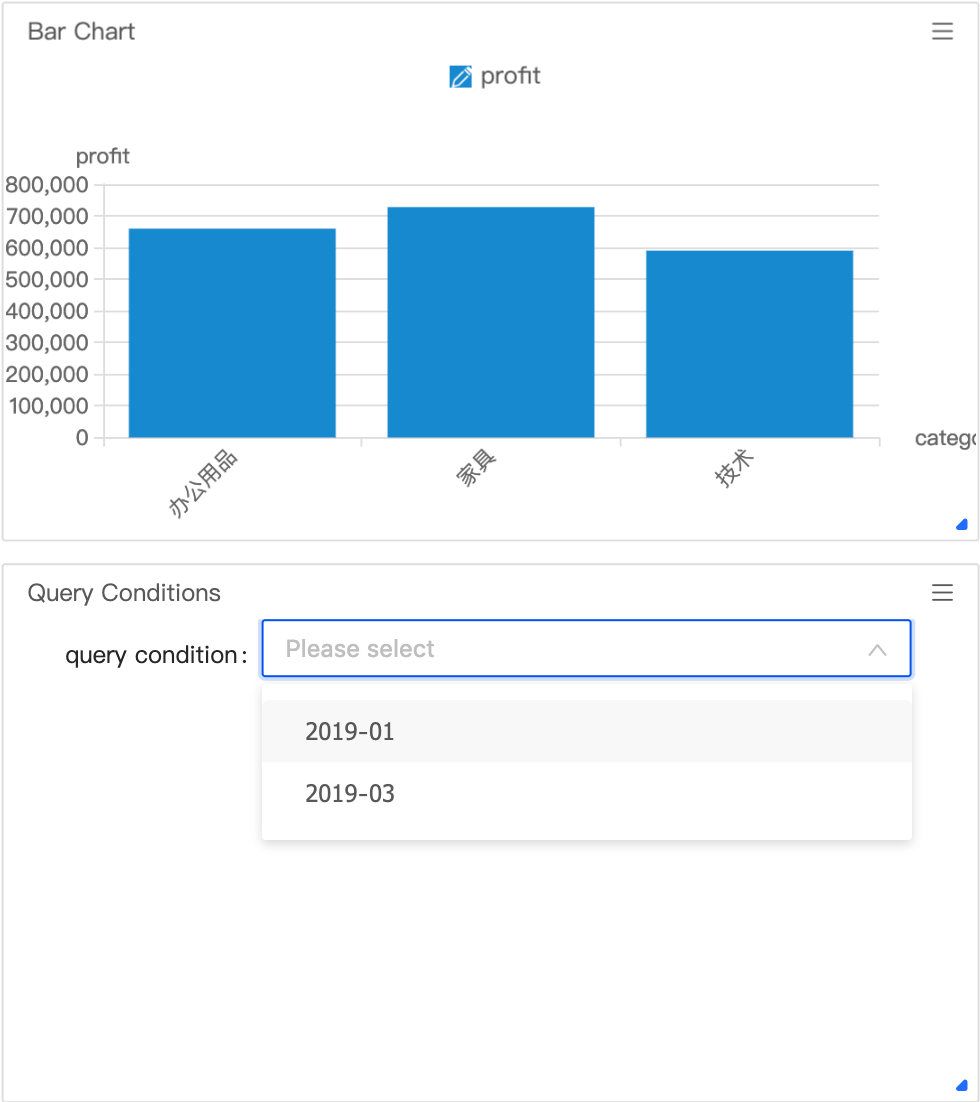 Bar Chart
profit
profit
800,000
700,000
600,000
500,000
400,000
300,000
200,000
100,000
0
办公用品
家具
技术
catego
Query Conditions
query condition:
Please select
2019-01
2019-03